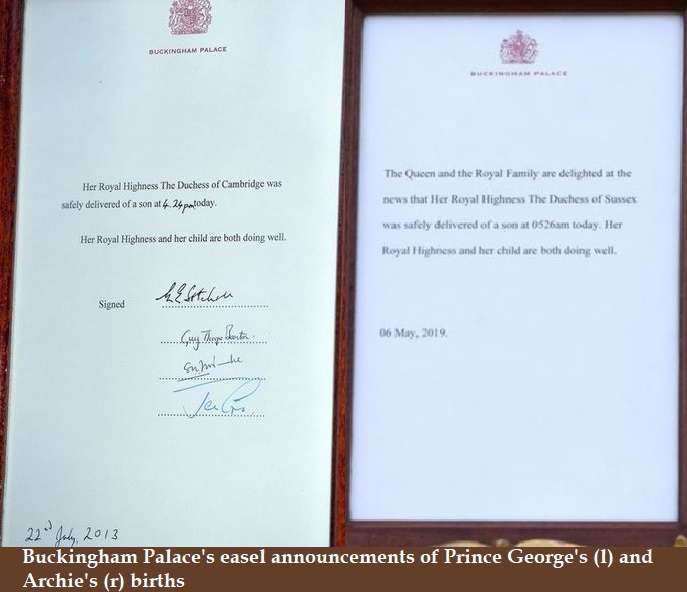 BUCKINGHAM PALACE
Her Royal Highness The Duchess of Cambridge was
safely delivered of a son at 4.24pm today.
Her Royal Highness and her child are both doing well.
Signed
Guy Thorpe-Beeston
22nd July, 2013
BUCKINGHAM PALACE
The Queen and the Royal Family are delighted at the
news that Her Royal Highness The Duchess of Sussex
was safely delivered of a son at 0526am today. Her
Royal Highness and her child are both doing well.
06 May, 2019.
Buckingham Palace's easel announcements of Prince George's (l) and
Archie's (r) births